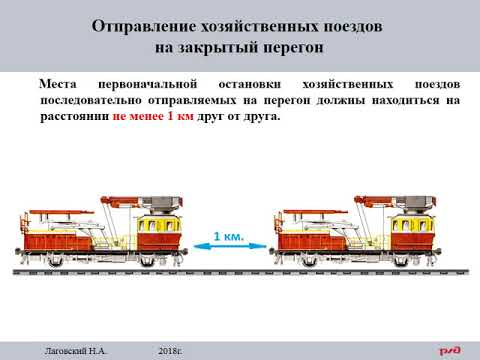 Отправление хозяйственных поездов
на закрытый перегон
Места первоначальной остановки хозяйственных поездов
последовательно отправляемых на перегон должны находиться на
расстоянии не менее 1 км друг от друга.
1 км.
Лаговский Н.А. 2018г.
ржд